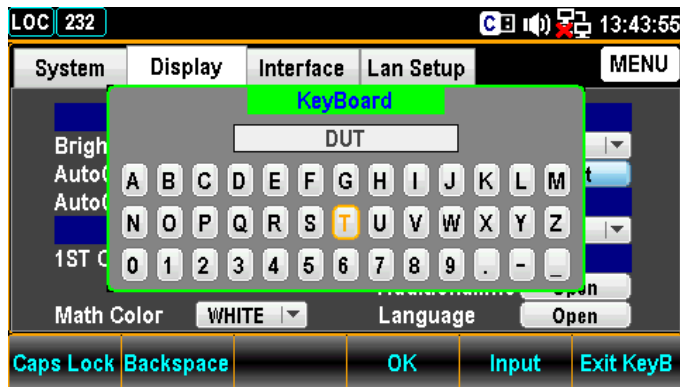 LOC 232 C 13:43:55
System Display Interface Lan Setup MENU
KeyBoard
DUT
Brigh
Auto
A B C D E F G H I J K L M
Auto
N O P Q R S T U V W X Y Z
1ST
0 1 2 3 4 5 6 7 8 9 . - _
Open
Math Color WHITE Language Open
Caps Lock Backspace OK Input Exit KeyB